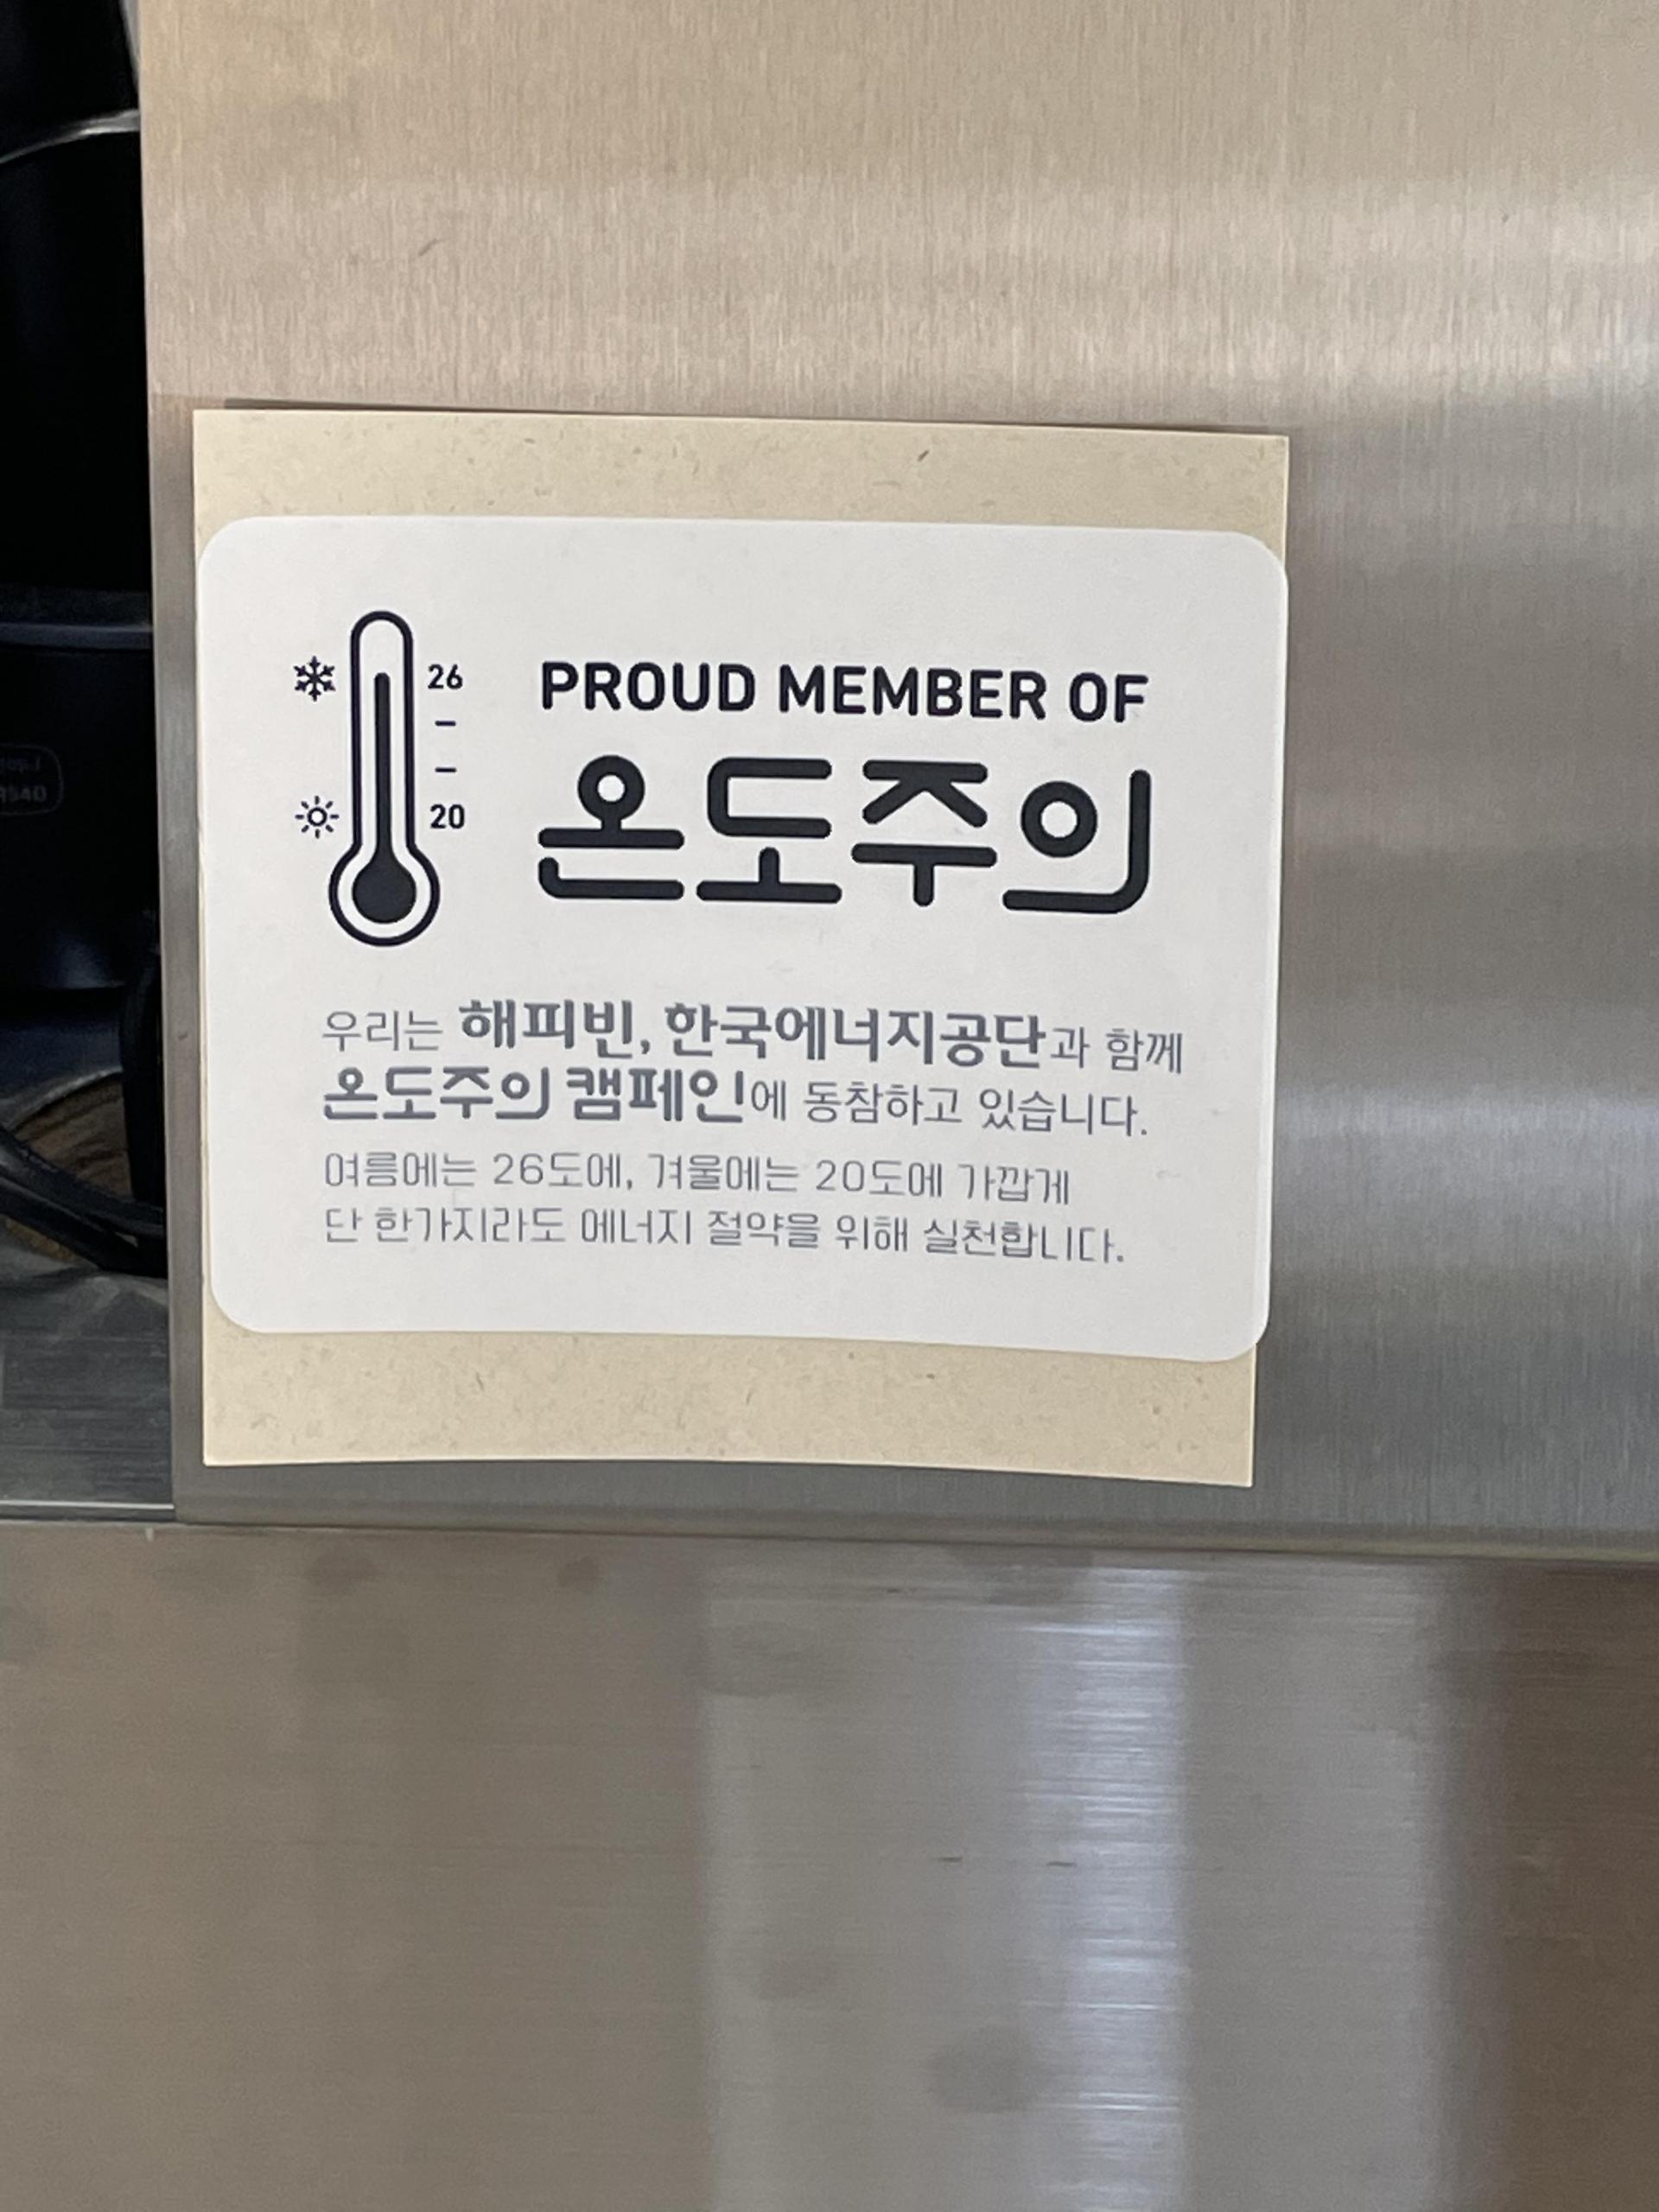 26
20
PROUD MEMBER OF
온도주의
우리는 해피빈, 한국에너지공단과 함께
온도주의 캠페인에 동참하고 있습니다.
여름에는 26도에, 겨울에는 20도에 가깝게
단 한가지라도 에너지 절약을 위해 실천합니다.